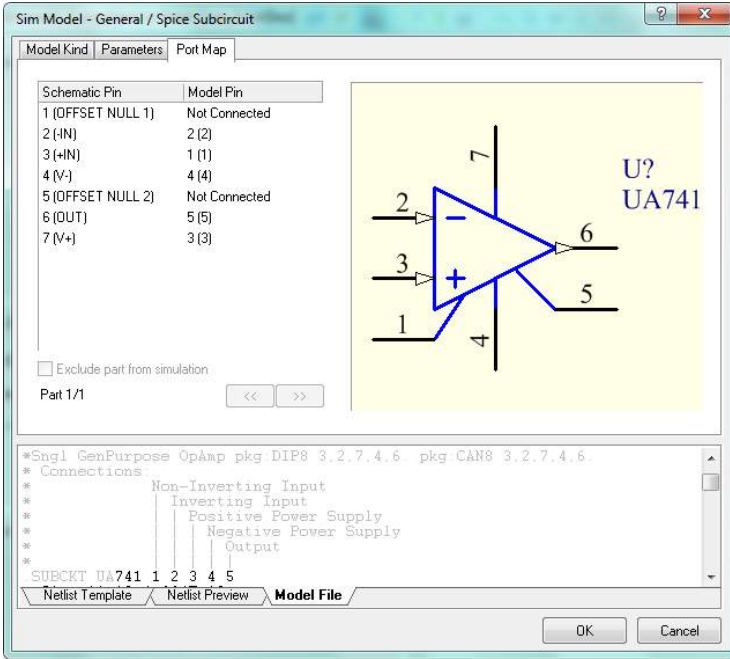 Sim Model - General / Spice Subcircuit
Model Kind Parameters Port Map
Schematic Pin Model Pin
1 (OFFSET NULL 1) Not Connected
2 (-IN) 2 (2)
3 (+IN) 1 (1)
4 (V-) 4 (4)
5 (OFFSET NULL 2) Not Connected
6 (OUT) 5 (5)
7 (V+) 3 (3)
Exclude part from simulation
Part 1/1 << >>
7
U?
UA741
2
6
3
5
1
4
*Sngl GenPurpose OpAmp pkg:DIP8 3,2,7,4,6 pkg:CAN8 3,2,7,4,6
* Connections:
* Non-Inverting Input
* | Inverting Input
* | | Positive Power Supply
* | | | Negative Power Supply
* | | | | Output
* | | | | |
.SUBCKT UA741 1 2 3 4 5
Netlist Template Netlist Preview Model File
OK Cancel